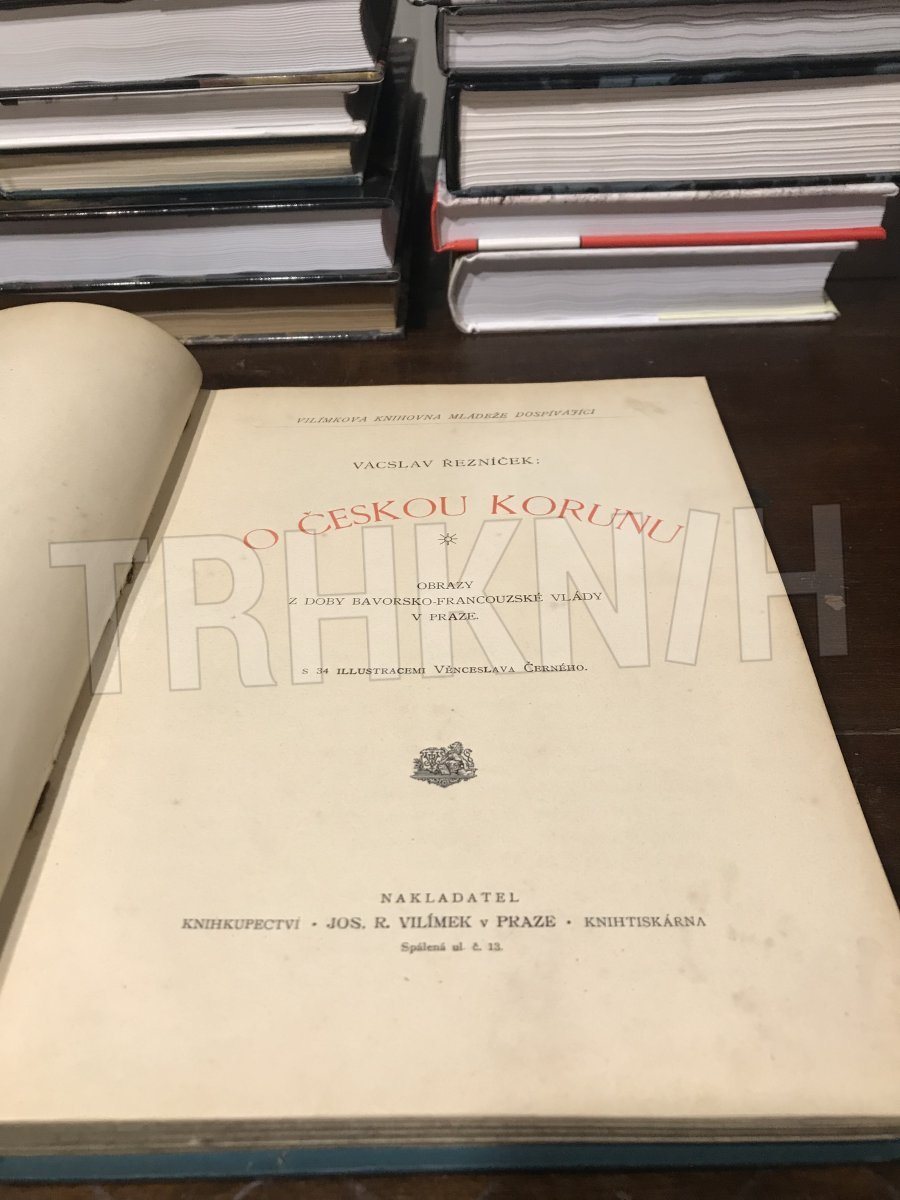 VILÍMKOVA KNIHOVNA MLÁDEŽE DOSPÍVAJÍCÍ
VACSLAV ŘEZNÍČEK:
O ČESKOU KORUNU
OBRAZY
Z DOBY BAVORSKO-FRANCOUZSKÉ VLÁDY
V PRAZE.
S 34 ILLUSTRACEMI VĚNCESLAVA ČERNÉHO.
NAKLADATEL
KNIHKUPECTVÍ • JOS. R. VILÍMEK V PRAZE • KNIHTISKÁRNA
Spálená ul. č. 13.
TRHKNIH